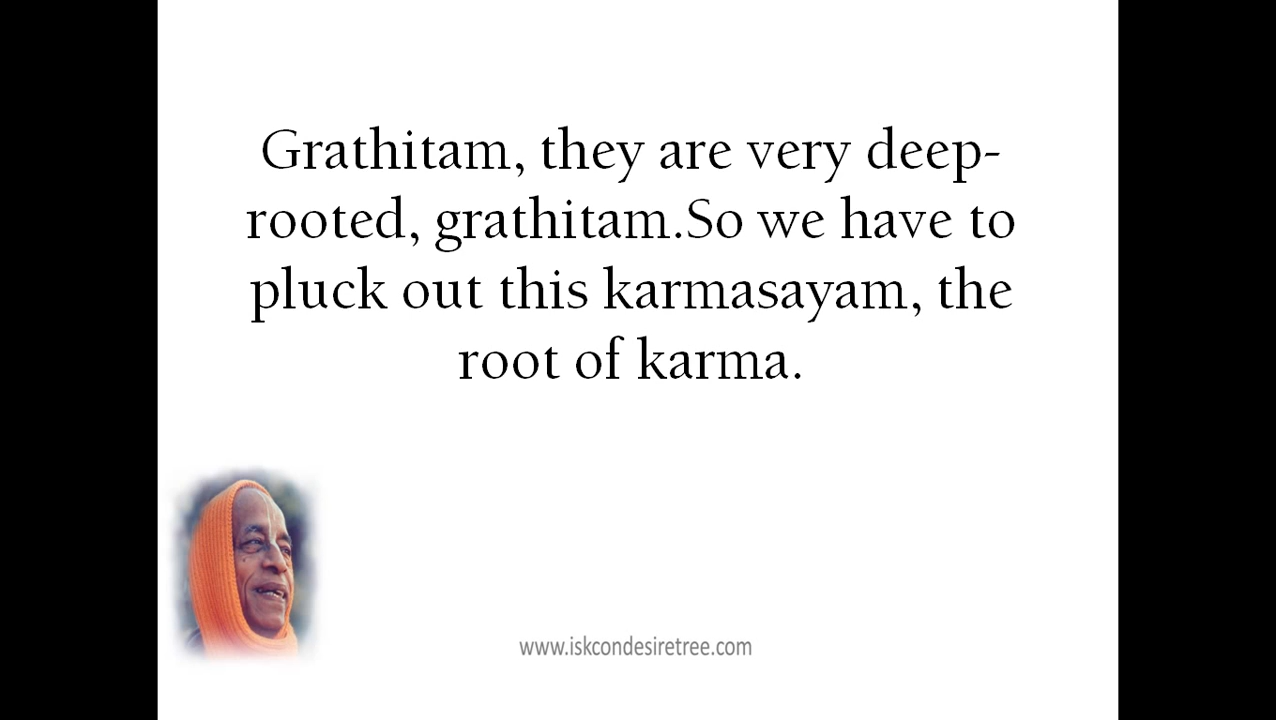 Grathitam, they are very deep-
rooted, grathitam.So we have to
pluck out this karmasayam, the
root of karma.
www.iskcondesiretree.com